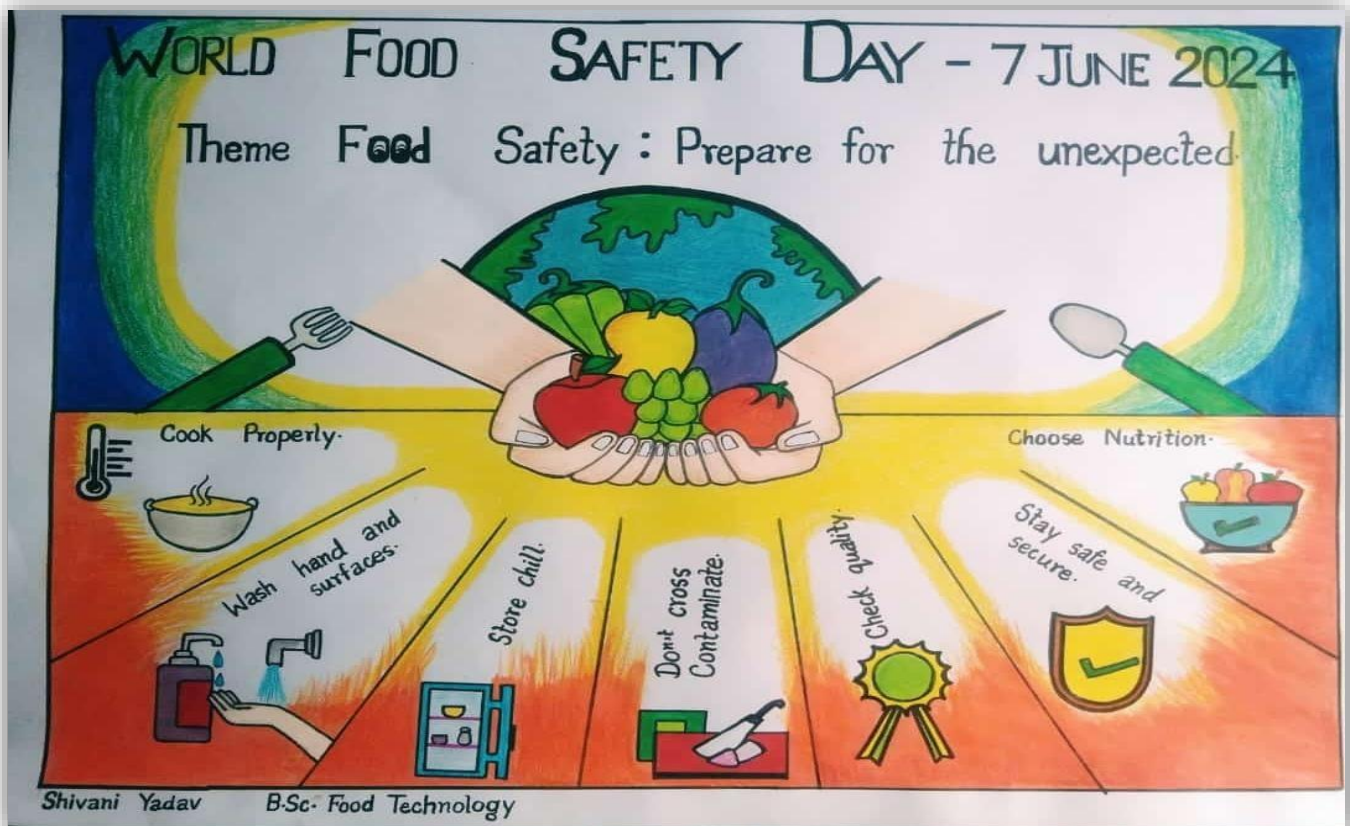 WORLD FOOD SAFETY DAY - 7 JUNE 2024
Theme Food Safety : Prepare for the unexpected.
Cook Properly.
Choose Nutrition.
Wash hand and
surfaces.
Store chill.
Don't cross
Contaminate.
Check quality.
Stay safe and
secure.
Shivani Yadav B.Sc. Food Technology